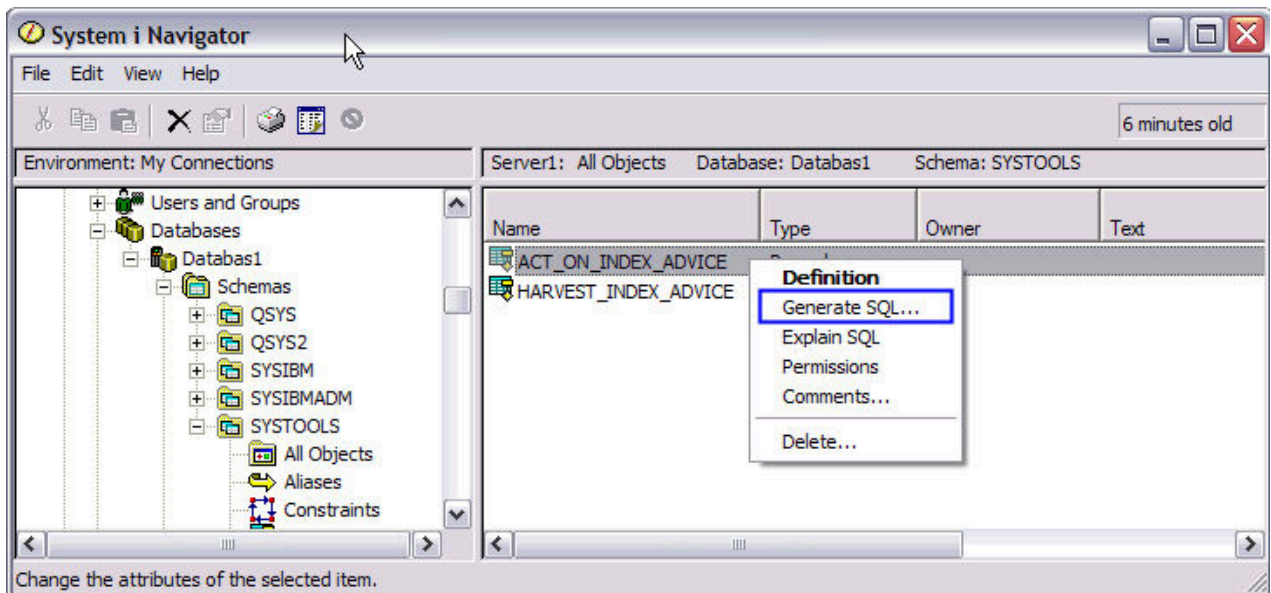 System i Navigator
File Edit View Help
6 minutes old
Environment: My Connections
Server1: All Objects Database: Databas1 Schema: SYSTOOLS
Users and Groups
Databases
Databas1
Schemas
QSYS
QSYS2
SYSIBM
SYSIBMADM
SYSTOOLS
All Objects
Aliases
Constraints
Name Type Owner Text
ACT_ON_INDEX_ADVICE
HARVEST_INDEX_ADVICE
Definition
Generate SQL...
Explain SQL
Permissions
Comments...
Delete...
Change the attributes of the selected item.